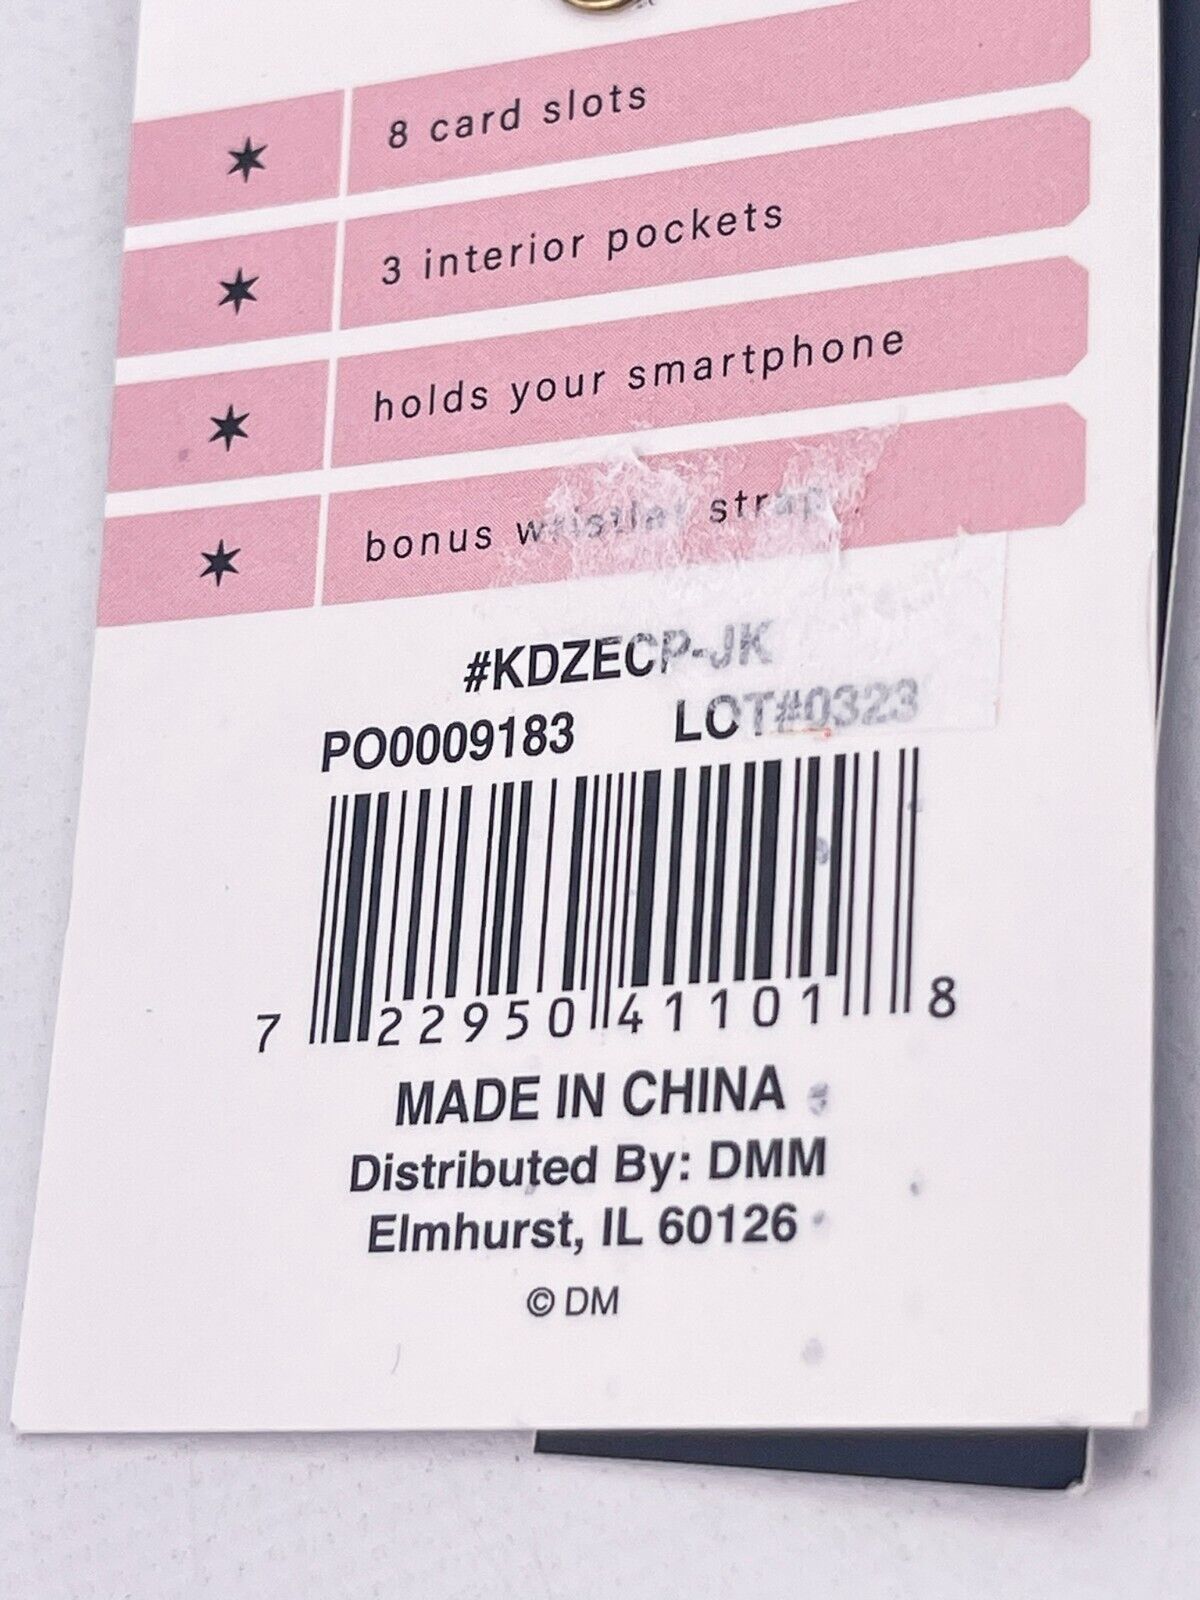 8 card slots
3 interior pockets
holds your smartphone
bonus wristlet strap
#KDZECP-JK
PO0009183 LOT#0323
7 22950 41101 8
MADE IN CHINA
Distributed By: DMM
Elmhurst, IL 60126
© DM